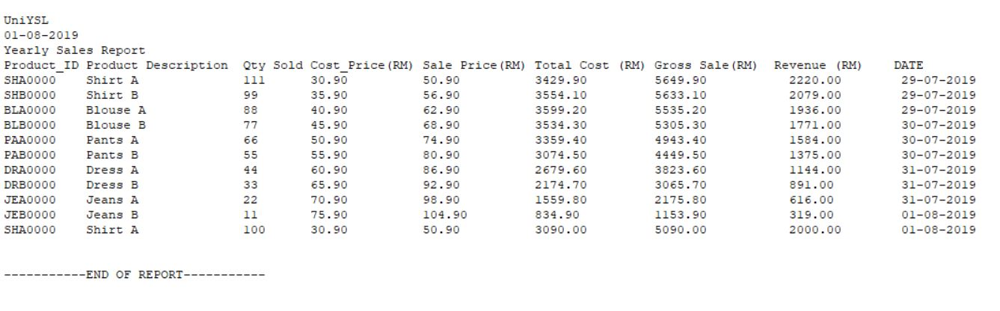 UniYSL
01-08-2019
Yearly Sales Report
Product_ID Product Description  Qty Sold Cost_Price(RM) Sale Price(RM) Total Cost (RM) Gross Sale(RM)  Revenue (RM)    DATE
SHA0000    Shirt A              111      30.90          50.90          3429.90         5649.90           2220.00        29-07-2019
SHB0000    Shirt B              99       35.90          56.90          3554.10         5633.10           2079.00        29-07-2019
BLA0000    Blouse A             88       40.90          62.90          3599.20         5535.20           1936.00        29-07-2019
BLB0000    Blouse B             77       45.90          68.90          3534.30         5305.30           1771.00        30-07-2019
PAA0000    Pants A              66       50.90          74.90          3359.40         4943.40           1584.00        30-07-2019
PAB0000    Pants B              55       55.90          80.90          3074.50         4449.50           1375.00        30-07-2019
DRA0000    Dress A              44       60.90          86.90          2679.60         3823.60           1144.00        31-07-2019
DRB0000    Dress B              33       65.90          92.90          2174.70         3065.70           891.00         31-07-2019
JEA0000    Jeans A              22       70.90          98.90          1559.80         2175.80           616.00         31-07-2019
JEB0000    Jeans B              11       75.90          104.90         834.90          1153.90           319.00         01-08-2019
SHA0000    Shirt A              100      30.90          50.90          3090.00         5090.00           2000.00        01-08-2019
-----------END OF REPORT-----------